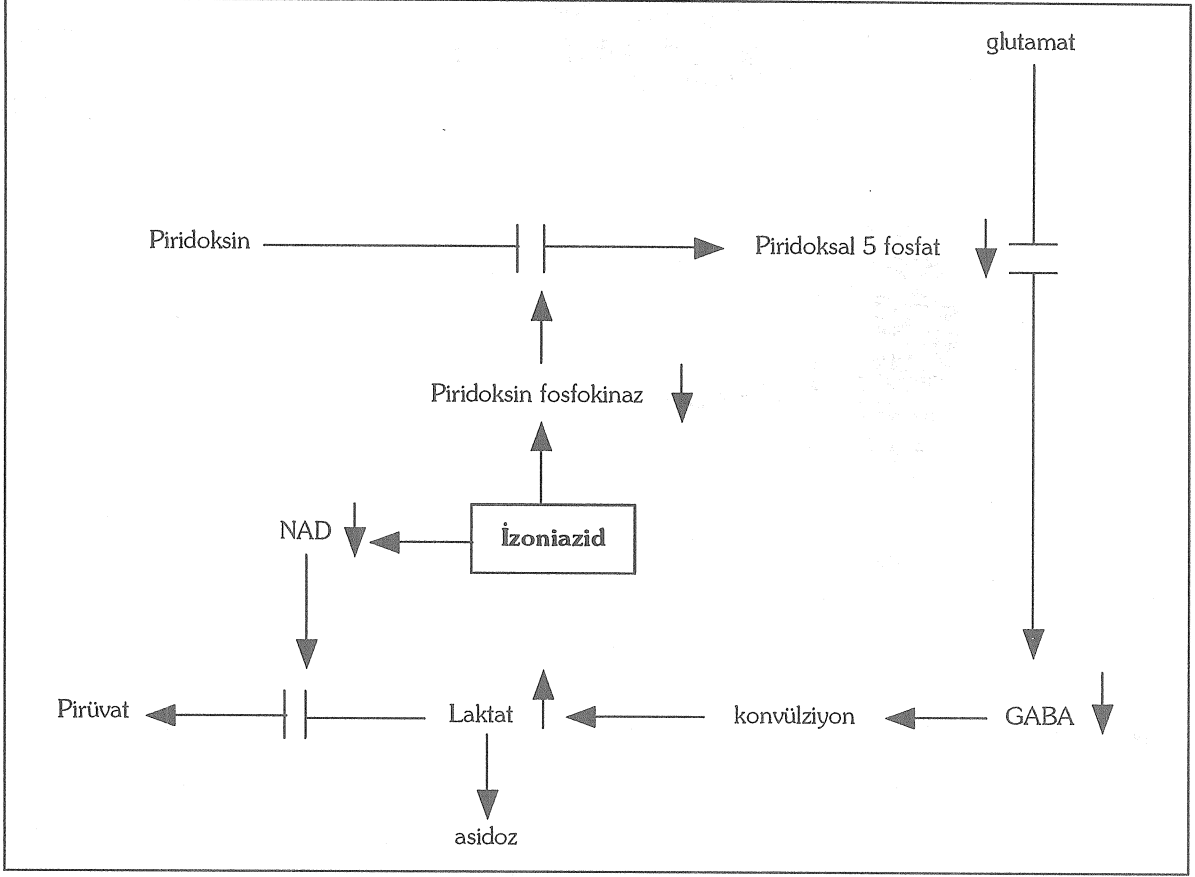 glutamat
Piridoksin
Piridoksal 5 fosfat
Piridoksin fosfokinaz
NAD
İzoniazid
Pirüvat
Laktat
konvülziyon
GABA
asidoz